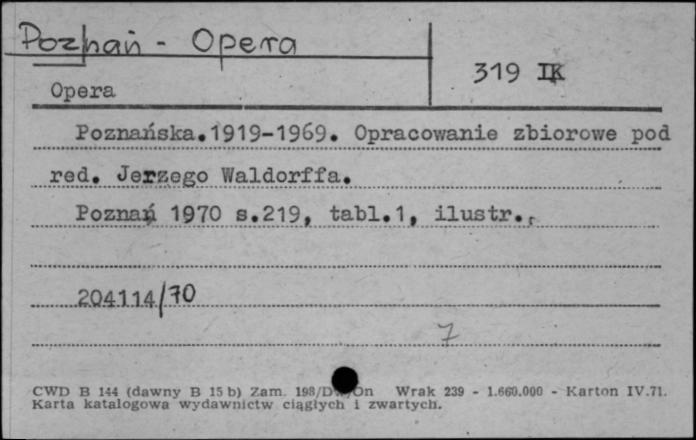 Poznań - Opera
319 IK
Opera
Poznańska.1919-1969. Opracowanie zbiorowe pod
red. Jerzego Waldorffa.
Poznań 1970 s.219, tabl.1, ilustr.,
204114/70
7
CWD B 144 (dawny B 15 b) Zam. 198/Dw/On Wrak 239 - 1.660.000 - Karton IV.71.
Karta katalogowa wydawnictw ciągłych i zwartych.